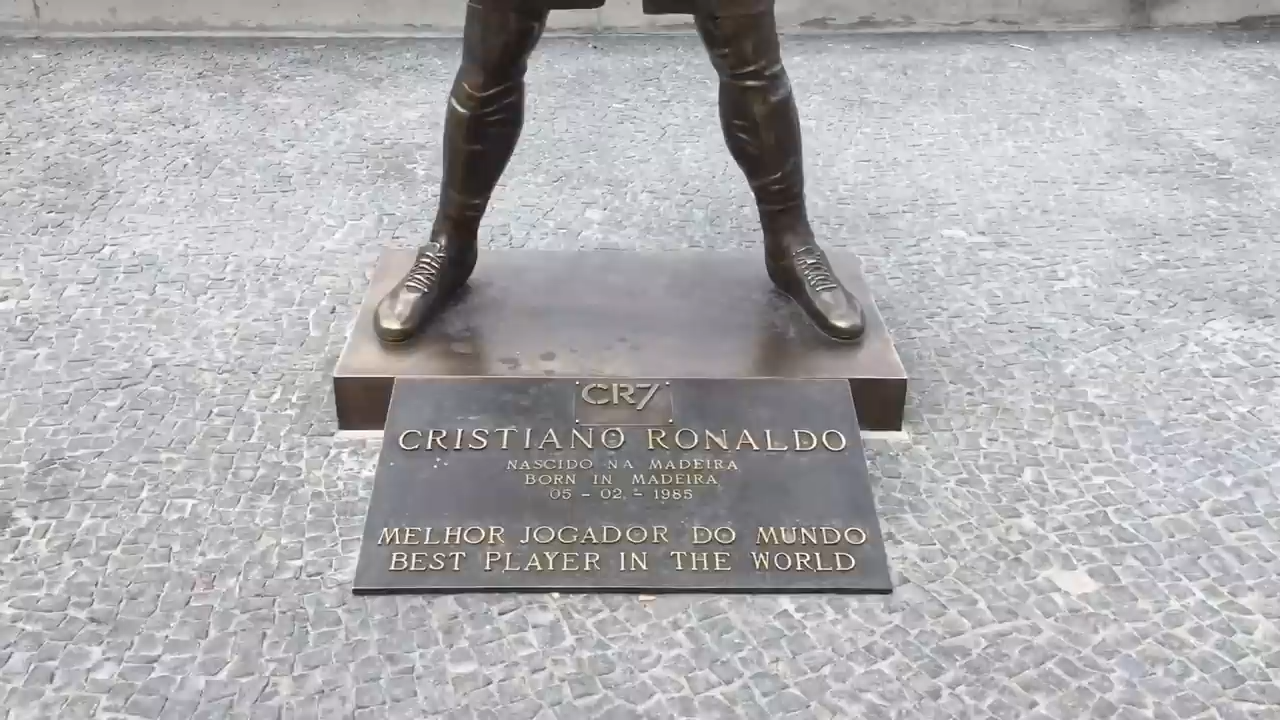 CR7
CRISTIANO RONALDO
NASCIDO NA MADEIRA
BORN IN MADEIRA
05 - 02 - 1985
MELHOR JOGADOR DO MUNDO
BEST PLAYER IN THE WORLD